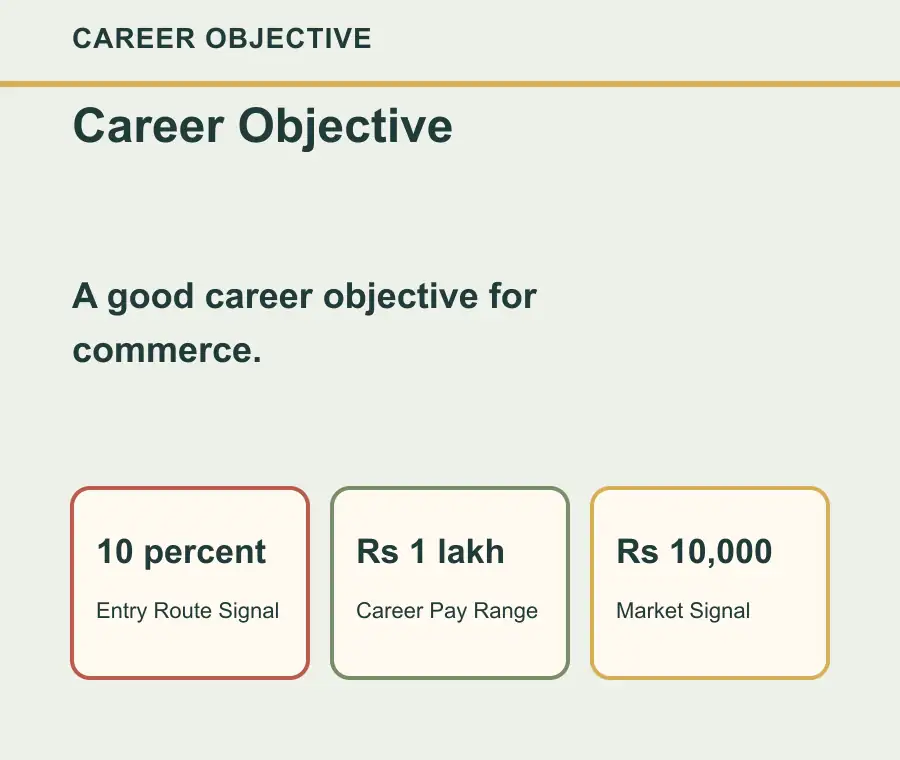 CAREER OBJECTIVE
Career Objective
A good career objective for
commerce.
10 percent
Entry Route Signal
Rs 1 lakh
Career Pay Range
Rs 10,000
Market Signal